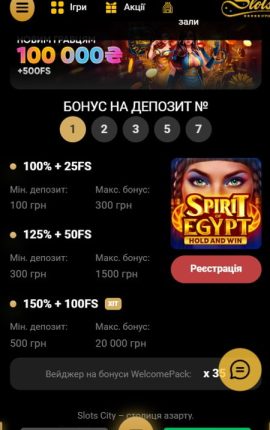 Ігри
Акції
зали
Slots
НОВИМ ГРАВЦЯМ
100 000₴
+500FS
БОНУС НА ДЕПОЗИТ №
1 2 3 5 7
100% + 25FS
Мін. депозит: Макс. бонус:
100 грн 300 грн
SPIRIT
OF
EGYPT
HOLD AND WIN
125% + 50FS
Мін. депозит: Макс. бонус:
300 грн 1500 грн
Реєстрація
150% + 100FS ХІТ
Мін. депозит: Макс. бонус:
500 грн 20 000 грн
Вейджер на бонуси WelcomePack: x 35
Slots City – столиця азарту.